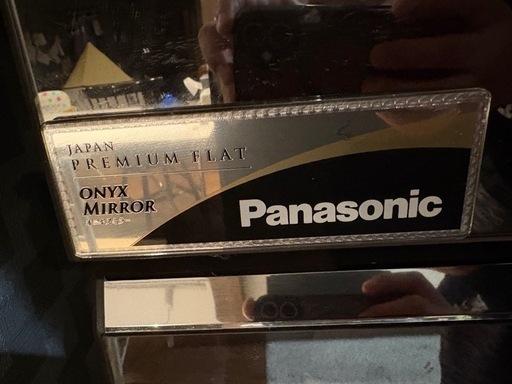 JAPAN
PREMIUM FLAT
ONYX
MIRROR
Panasonic